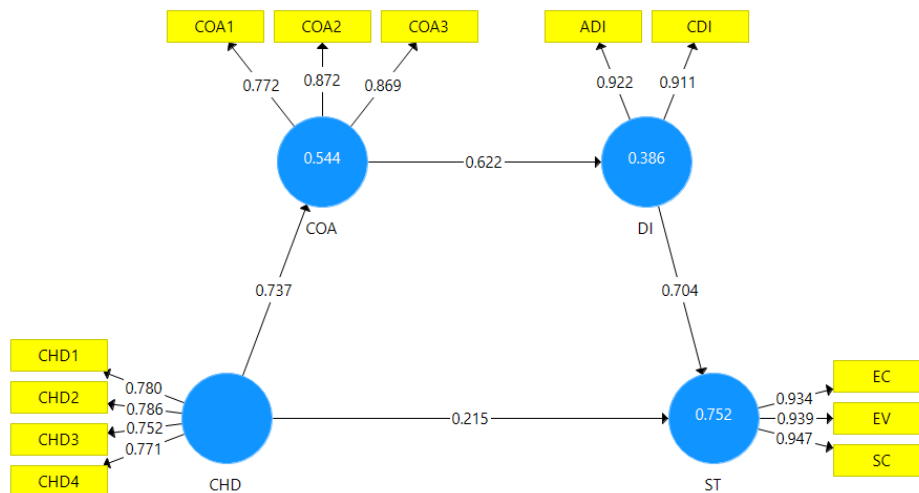 COA1 COA2 COA3 ADI CDI
0.772 0.872 0.869 0.922 0.911
0.544 0.622 0.386
COA DI
0.737 0.704
CHD1
0.780
CHD2
0.786
CHD3
0.752
CHD4
0.771
CHD
0.215
0.752
ST
EC
0.934
EV
0.939
SC
0.947